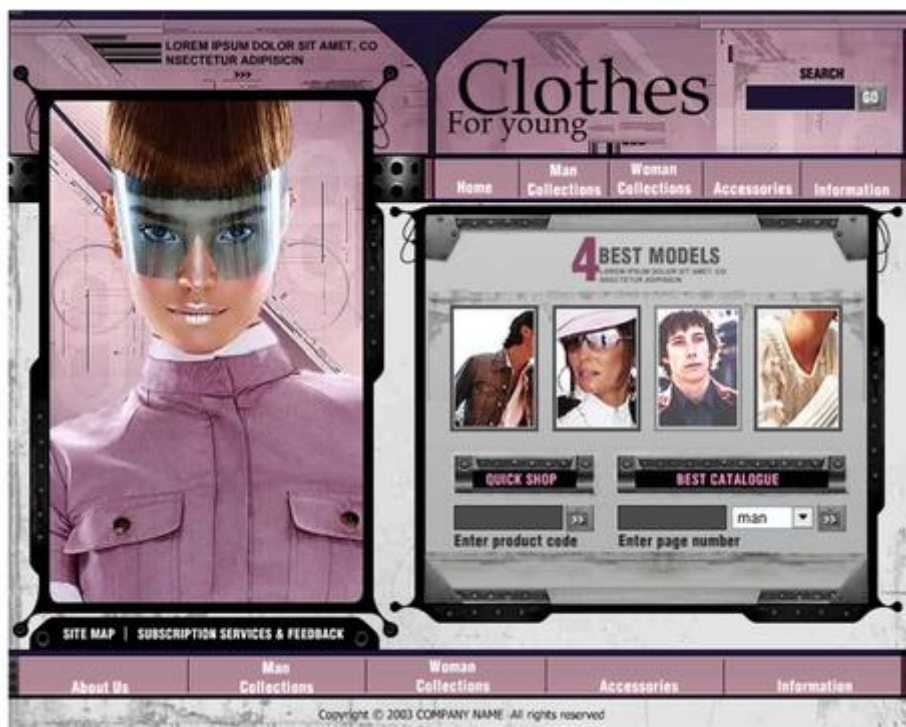 LOREM IPSUM DOLOR SIT AMET, CO
NSECTETUR ADIPISICIN
>>>
Clothes
For young
SEARCH
GO
Home
Man
Collections
Woman
Collections
Accessories
Information
4 BEST MODELS
LOREM IPSUM DOLOR SIT AMET, CO
NSECTETUR ADIPISICIN
QUICK SHOP
BEST CATALOGUE
man
Enter product code
Enter page number
SITE MAP | SUBSCRIPTION SERVICES & FEEDBACK
About Us
Man
Collections
Woman
Collections
Accessories
Information
Copyright © 2003 COMPANY NAME All rights reserved